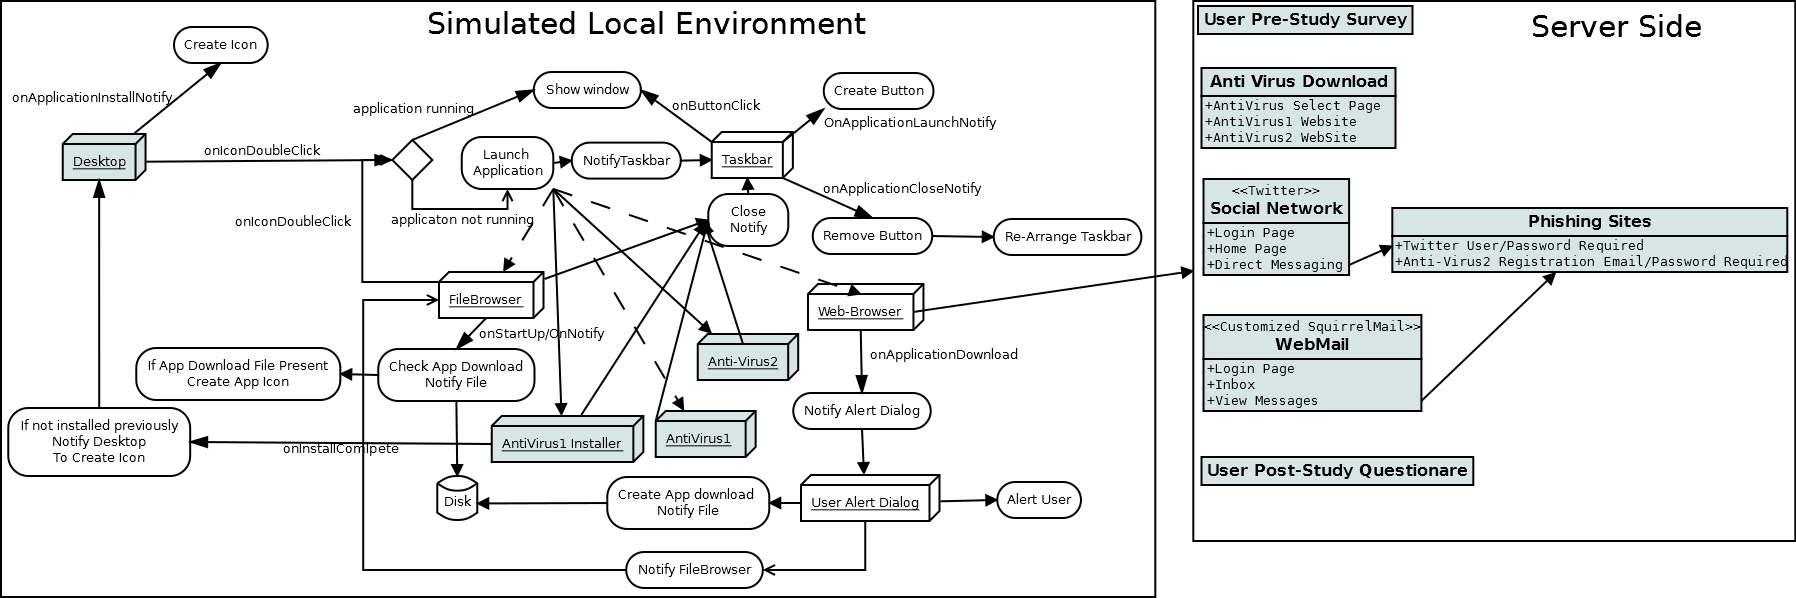 Simulated Local Environment
Create Icon
onApplicationInstallNotify
Desktop
onIconDoubleClick
application running
Show window
onButtonClick
Create Button
OnApplicationLaunchNotify
Launch
Application
NotifyTaskbar
Taskbar
applicaton not running
onIconDoubleClick
Close
Notify
onApplicationCloseNotify
Remove Button
Re-Arrange Taskbar
FileBrowser
Web-Browser
onStartUp/OnNotify
If App Download File Present
Create App Icon
Check App Download
Notify File
Anti-Virus2
onApplicationDownload
Notify Alert Dialog
If not installed previously
Notify Desktop
To Create Icon
onInstallComlpete
AntiVirus1 Installer
AntiVirus1
Disk
Create App download
Notify File
User Alert Dialog
Alert User
Notify FileBrowser
Server Side
User Pre-Study Survey
Anti Virus Download
+AntiVirus Select Page
+AntiVirus1 Website
+AntiVirus2 WebSite
<<Twitter>>
Social Network
+Login Page
+Home Page
+Direct Messaging
Phishing Sites
+Twitter User/Password Required
+Anti-Virus2 Registration Email/Password Required
<<Customized SquirrelMail>>
WebMail
+Login Page
+Inbox
+View Messages
User Post-Study Questionare